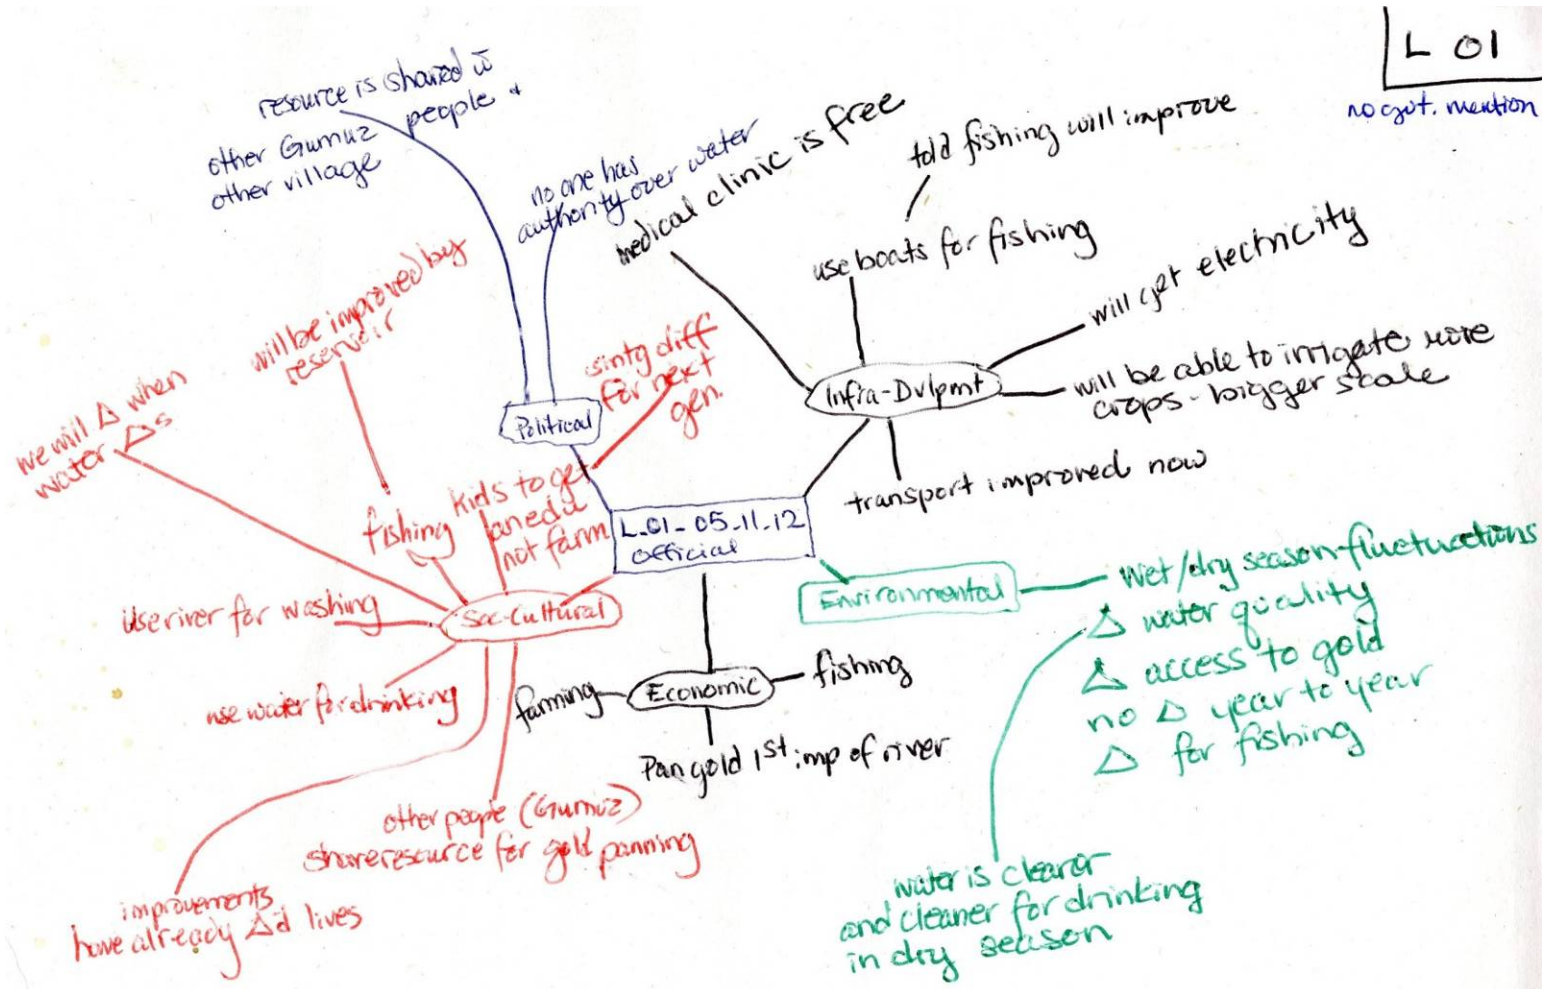 L 01
no gvt. mention
resource is shared w̄
other Gumuz people +
other village
no one has
authority over water
medical clinic is free
told fishing will improve
use boats for fishing
will get electricity
will be able to irrigate more
crops - bigger scale
Infra-Dvlpmt
transport improved now
will be improved by
reserveir
smtg diff
for next
gen.
Political
we will Δ when
water Δs
fishing
kids to get
an edu
not farm
L.01-05.11.12
Official
use river for washing
Soc-Cultural
use water for drinking
other people (Gumuz)
share resource for gold panning
improvements
have already Δ'd lives
Economic
farming
fishing
Pan gold 1st imp of river
Environmental
Wet/dry season-fluctuations
Δ water quality
Δ access to gold
no Δ year to year
Δ for fishing
water is clearer
and cleaner for drinking
in dry season